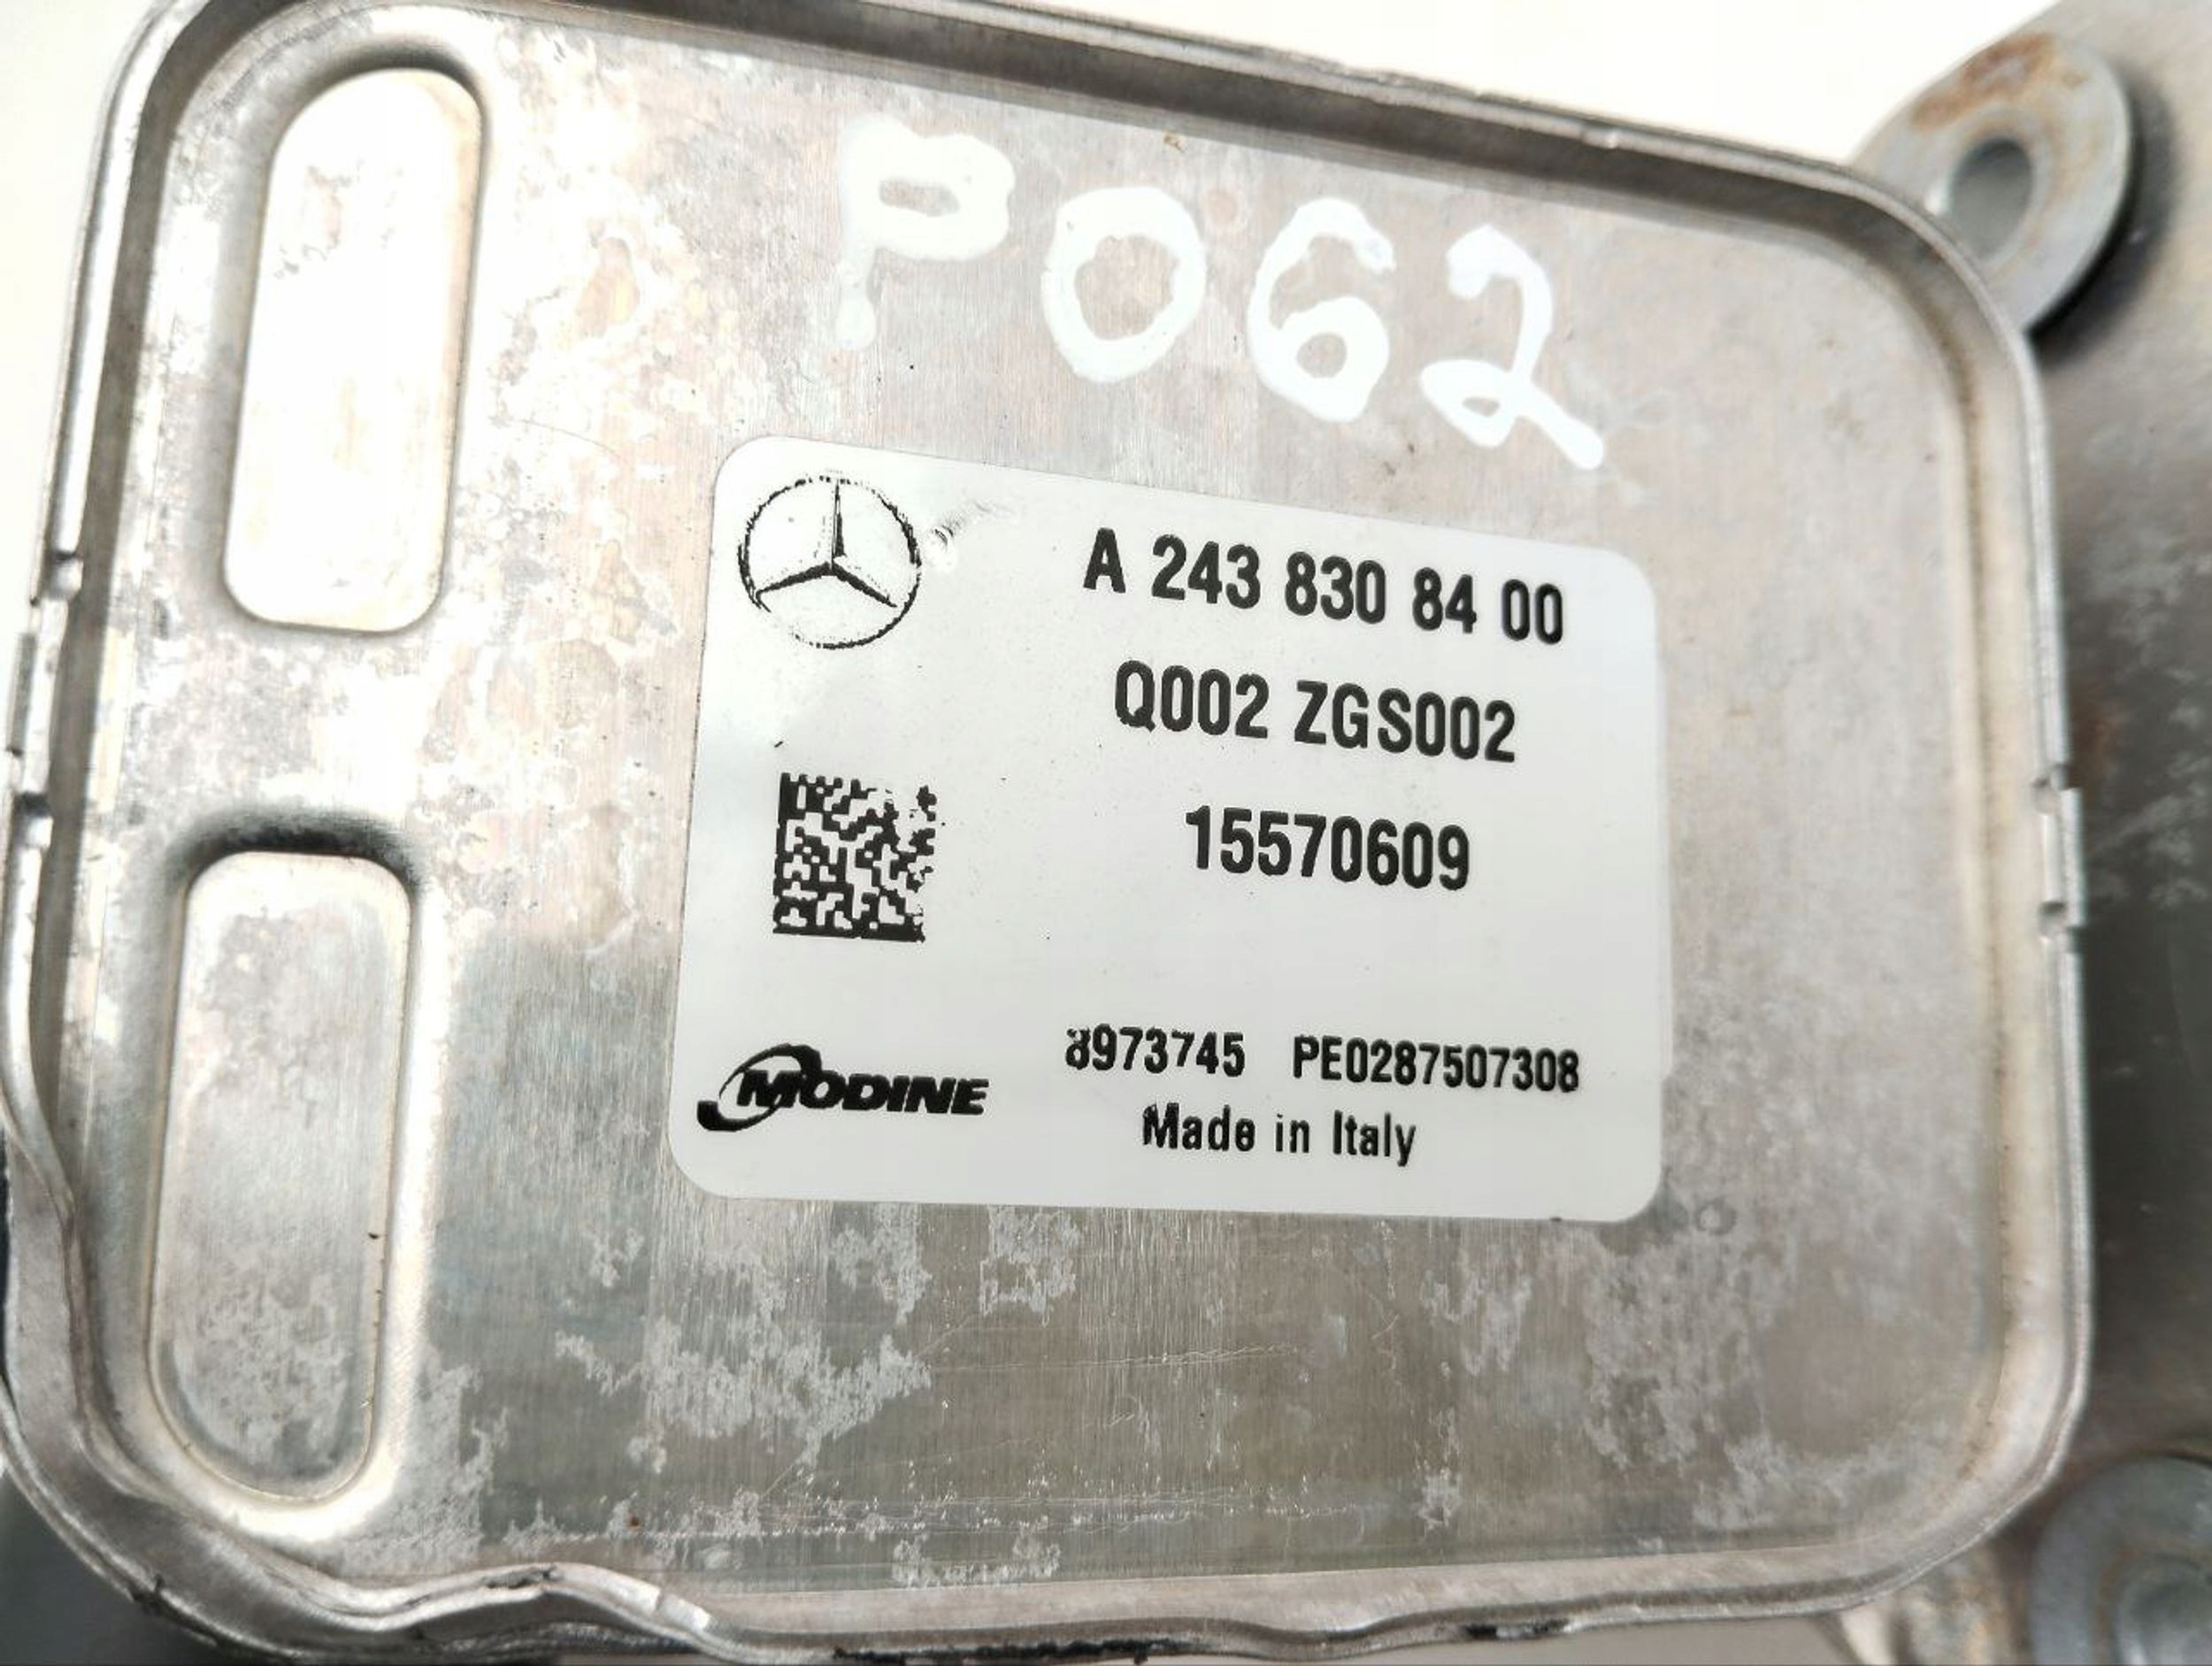 P062
A 243 830 84 00
Q002 ZGS002
15570609
8973745 PE0287507308
MODINE
Made in Italy